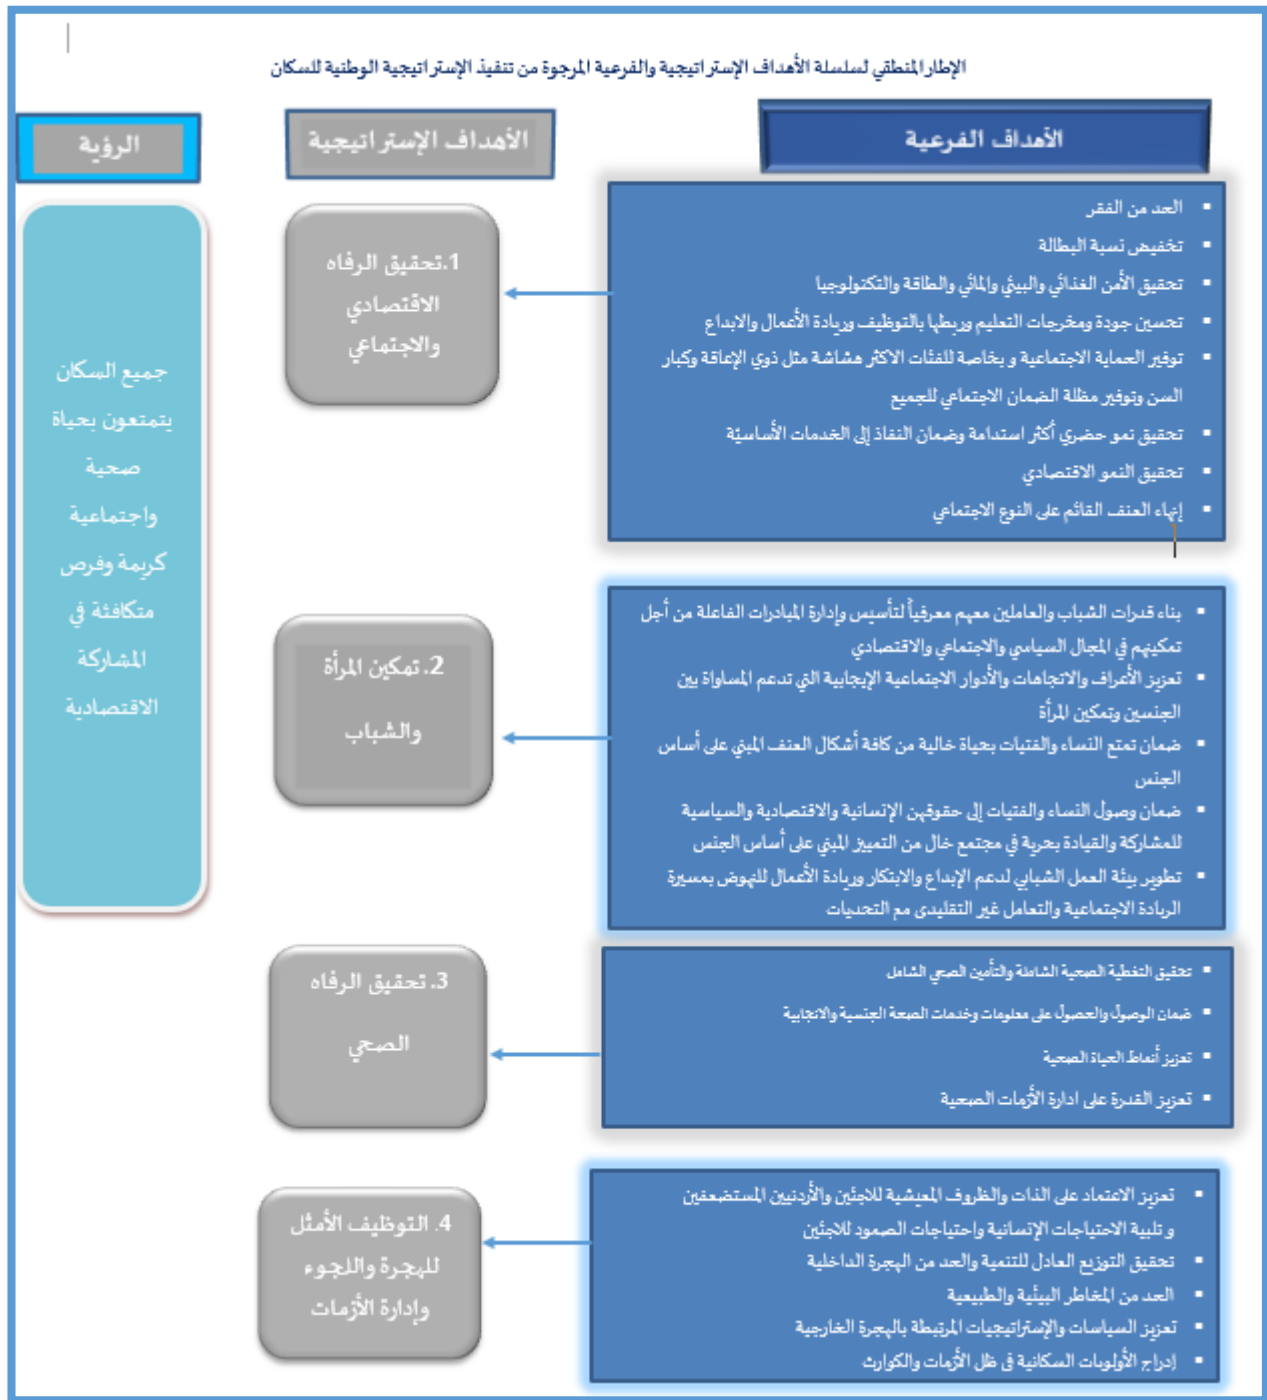 الإطار المنطقي لسلسلة الأهداف الإستراتيجية والفرعية المرجوة من تنفيذ الإستراتيجية الوطنية للسكان
الأهداف الفرعية
الأهداف الإستراتيجية
الرؤية
▪ الحد من الفقر
▪ تخفيض نسبة البطالة
▪ تحقيق الأمن الغذائي والبيئي والمائي والطاقة والتكنولوجيا
▪ تحسين جودة ومخرجات التعليم وربطها بالتوظيف وريادة الأعمال والابداع
▪ توفير الحماية الاجتماعية و بخاصة للفئات الاكثر هشاشة مثل ذوي الإعاقة وكبار
السن وتوفير مظلة الضمان الاجتماعي للجميع
▪ تحقيق نمو حضري أكثر استدامة وضمان النفاذ إلى الخدمات الأساسيّة
▪ تحقيق النمو الاقتصادي
▪ إنهاء العنف القائم على النوع الاجتماعي
1.تحقيق الرفاه
الاقتصادي
والاجتماعي
▪ بناء قدرات الشباب والعاملين معهم معرفياً لتأسيس وإدارة المبادرات الفاعلة من أجل
تمكينهم في المجال السياسي والاجتماعي والاقتصادي
▪ تعزيز الأعراف والاتجاهات والأدوار الاجتماعية الإيجابية التي تدعم المساواة بين
الجنسين وتمكين المرأة
▪ ضمان تمتع النساء والفتيات بحياة خالية من كافة أشكال العنف المبني على أساس
الجنس
▪ ضمان وصول النساء والفتيات إلى حقوقهن الإنسانية والاقتصادية والسياسية
للمشاركة والقيادة بحرية في مجتمع خال من التمييز المبني على أساس الجنس
▪ تطوير بيئة العمل الشبابي لدعم الإبداع والابتكار وريادة الأعمال للنهوض بمسيرة
الريادة الاجتماعية والتعامل غير التقليدي مع التحديات
2. تمكين المرأة
والشباب
▪ تحقيق التغطية الصحية الشاملة والتأمين الصحي الشامل
▪ ضمان الوصول والحصول على معلومات وخدمات الصحة الجنسية والانجابية
▪ تعزيز أنماط الحياة الصحية
▪ تعزيز القدرة على ادارة الأزمات الصحية
3. تحقيق الرفاه
الصحي
▪ تعزيز الاعتماد على الذات والظروف المعيشية للاجئين والأردنيين المستضعفين
و تلبية الاحتياجات الإنسانية واحتياجات الصمود للاجئين
▪ تحقيق التوزيع العادل للتنمية والحد من الهجرة الداخلية
▪ الحد من المخاطر البيئية والطبيعية
▪ تعزيز السياسات والإستراتيجيات المرتبطة بالهجرة الخارجية
▪ إدراج الأولويات السكانية في ظل الأزمات والكوارث
4. التوظيف الأمثل
للهجرة واللجوء
وإدارة الأزمات
جميع السكان
يتمتعون بحياة
صحية
واجتماعية
كريمة وفرص
متكافئة في
المشاركة
الاقتصادية